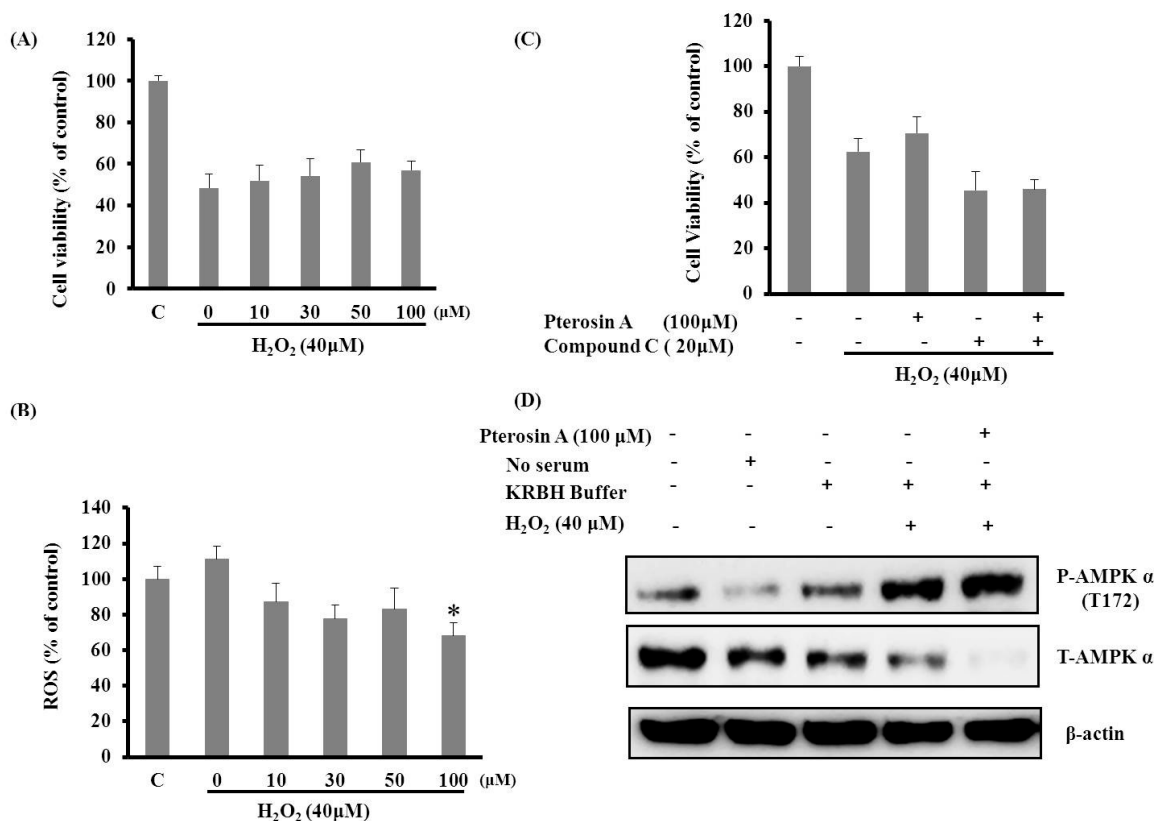 (A)
Cell viability (% of control)
120
100
80
60
40
20
0
C 0 10 30 50 100 (μM)
H₂O₂ (40μM)
(B)
ROS (% of control)
140
120
100
80
60
40
20
0
*
C 0 10 30 50 100 (μM)
H₂O₂ (40μM)
(C)
Cell Viability (% of control)
120
100
80
60
40
20
0
Pterosin A (100μM) - - + - +
Compound C ( 20μM) - - - + +
H₂O₂ (40μM)
(D)
Pterosin A (100 μM) - - - - +
No serum - + - - -
KRBH Buffer - - + + +
H₂O₂ (40 μM) - - - + +
P-AMPK α
(T172)
T-AMPK α
β-actin